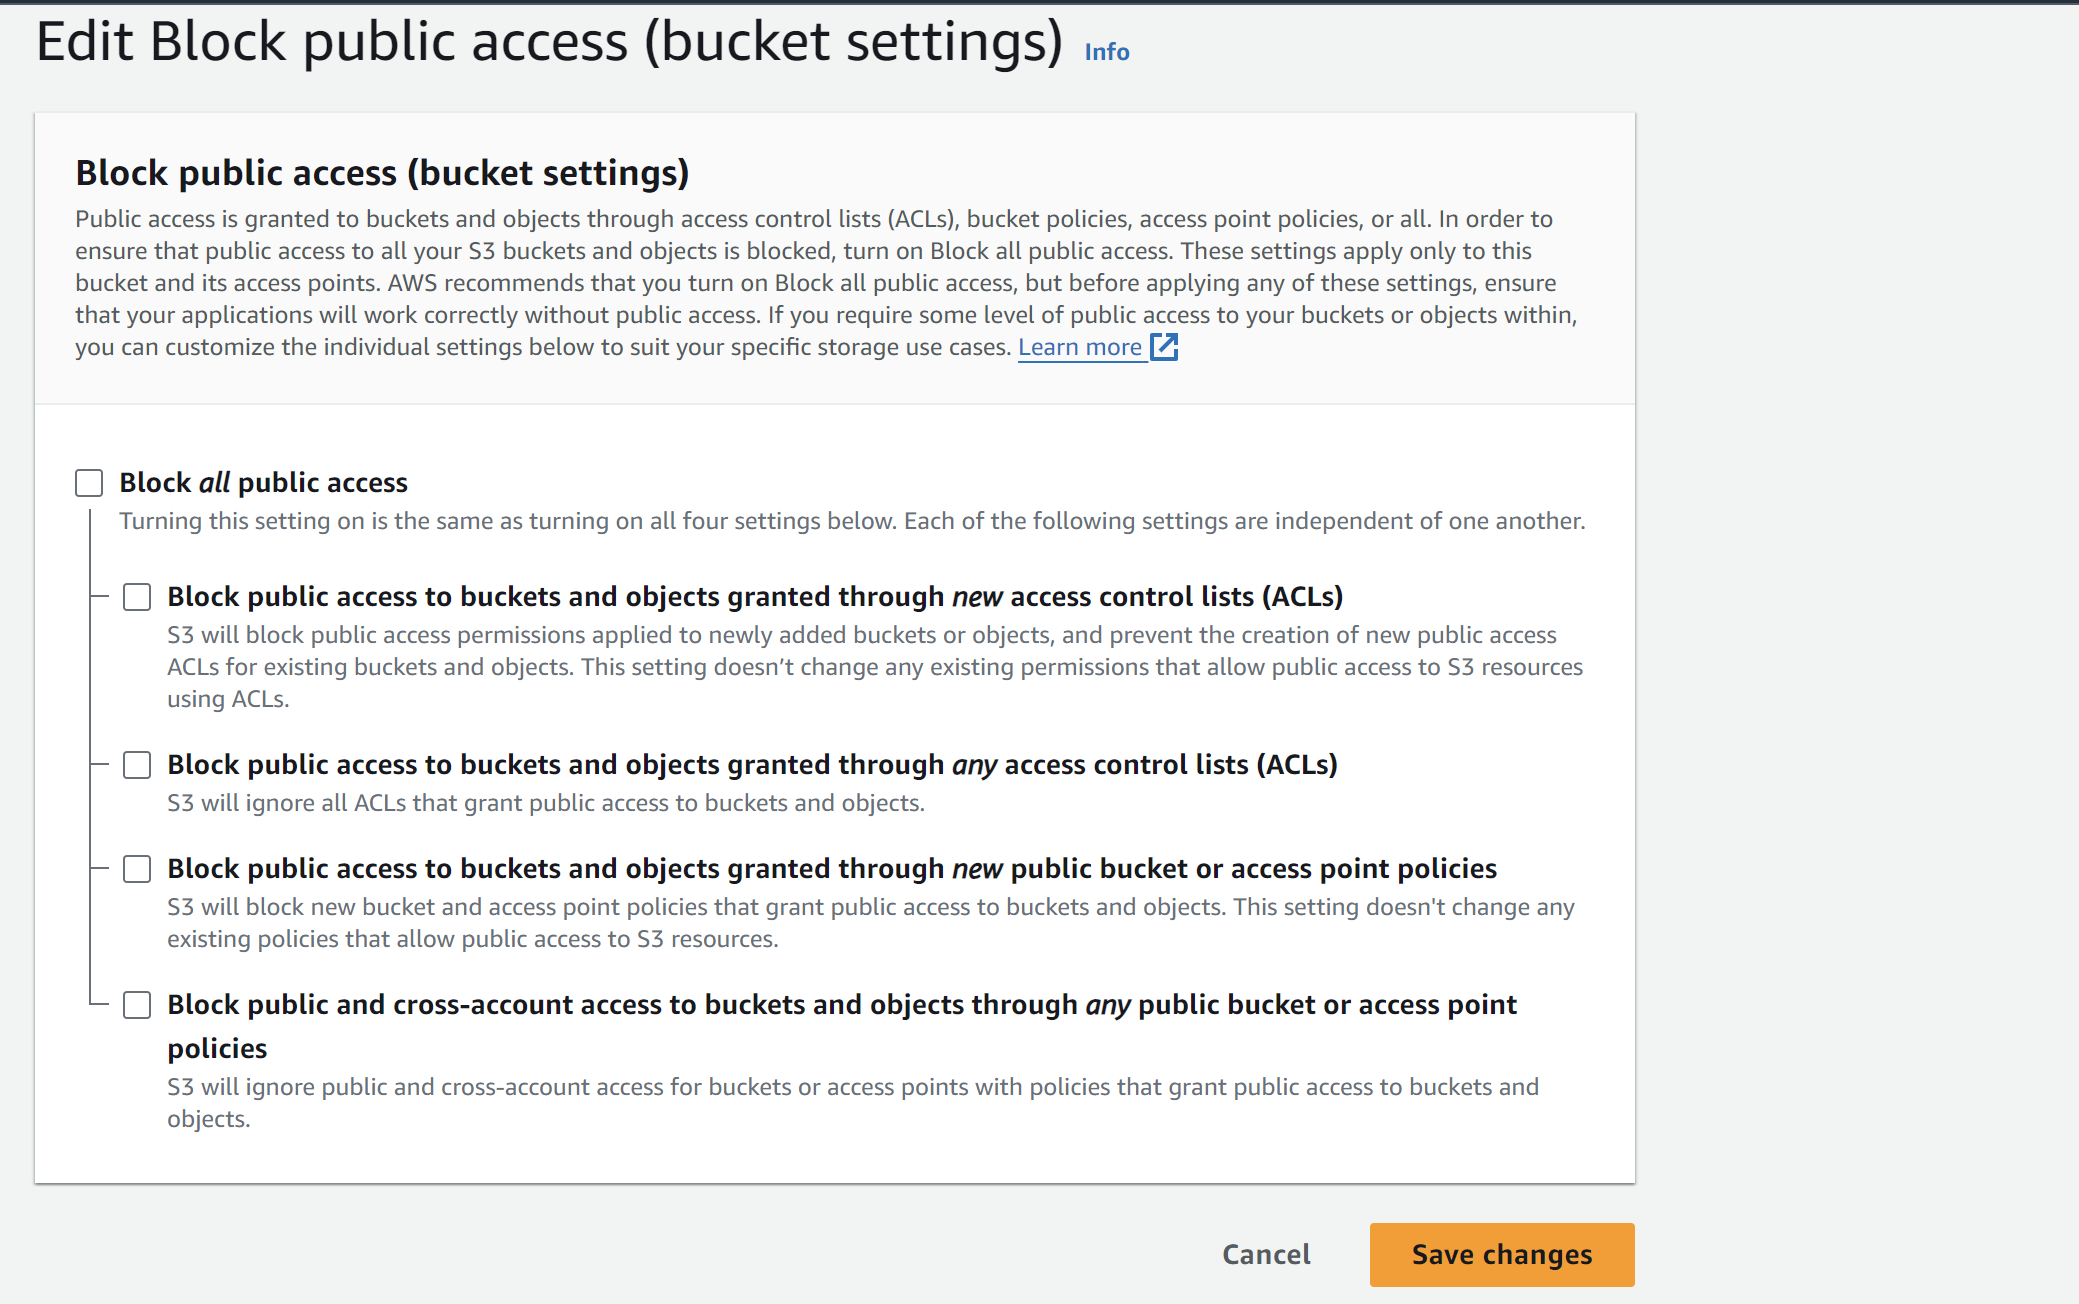 Edit Block public access (bucket settings) Info
Block public access (bucket settings)
Public access is granted to buckets and objects through access control lists (ACLs), bucket policies, access point policies, or all. In order to
ensure that public access to all your S3 buckets and objects is blocked, turn on Block all public access. These settings apply only to this
bucket and its access points. AWS recommends that you turn on Block all public access, but before applying any of these settings, ensure
that your applications will work correctly without public access. If you require some level of public access to your buckets or objects within,
you can customize the individual settings below to suit your specific storage use cases. Learn more
Block all public access
Turning this setting on is the same as turning on all four settings below. Each of the following settings are independent of one another.
Block public access to buckets and objects granted through new access control lists (ACLs)
S3 will block public access permissions applied to newly added buckets or objects, and prevent the creation of new public access
ACLs for existing buckets and objects. This setting doesn’t change any existing permissions that allow public access to S3 resources
using ACLs.
Block public access to buckets and objects granted through any access control lists (ACLs)
S3 will ignore all ACLs that grant public access to buckets and objects.
Block public access to buckets and objects granted through new public bucket or access point policies
S3 will block new bucket and access point policies that grant public access to buckets and objects. This setting doesn't change any
existing policies that allow public access to S3 resources.
Block public and cross-account access to buckets and objects through any public bucket or access point
policies
S3 will ignore public and cross-account access for buckets or access points with policies that grant public access to buckets and
objects.
Cancel Save changes